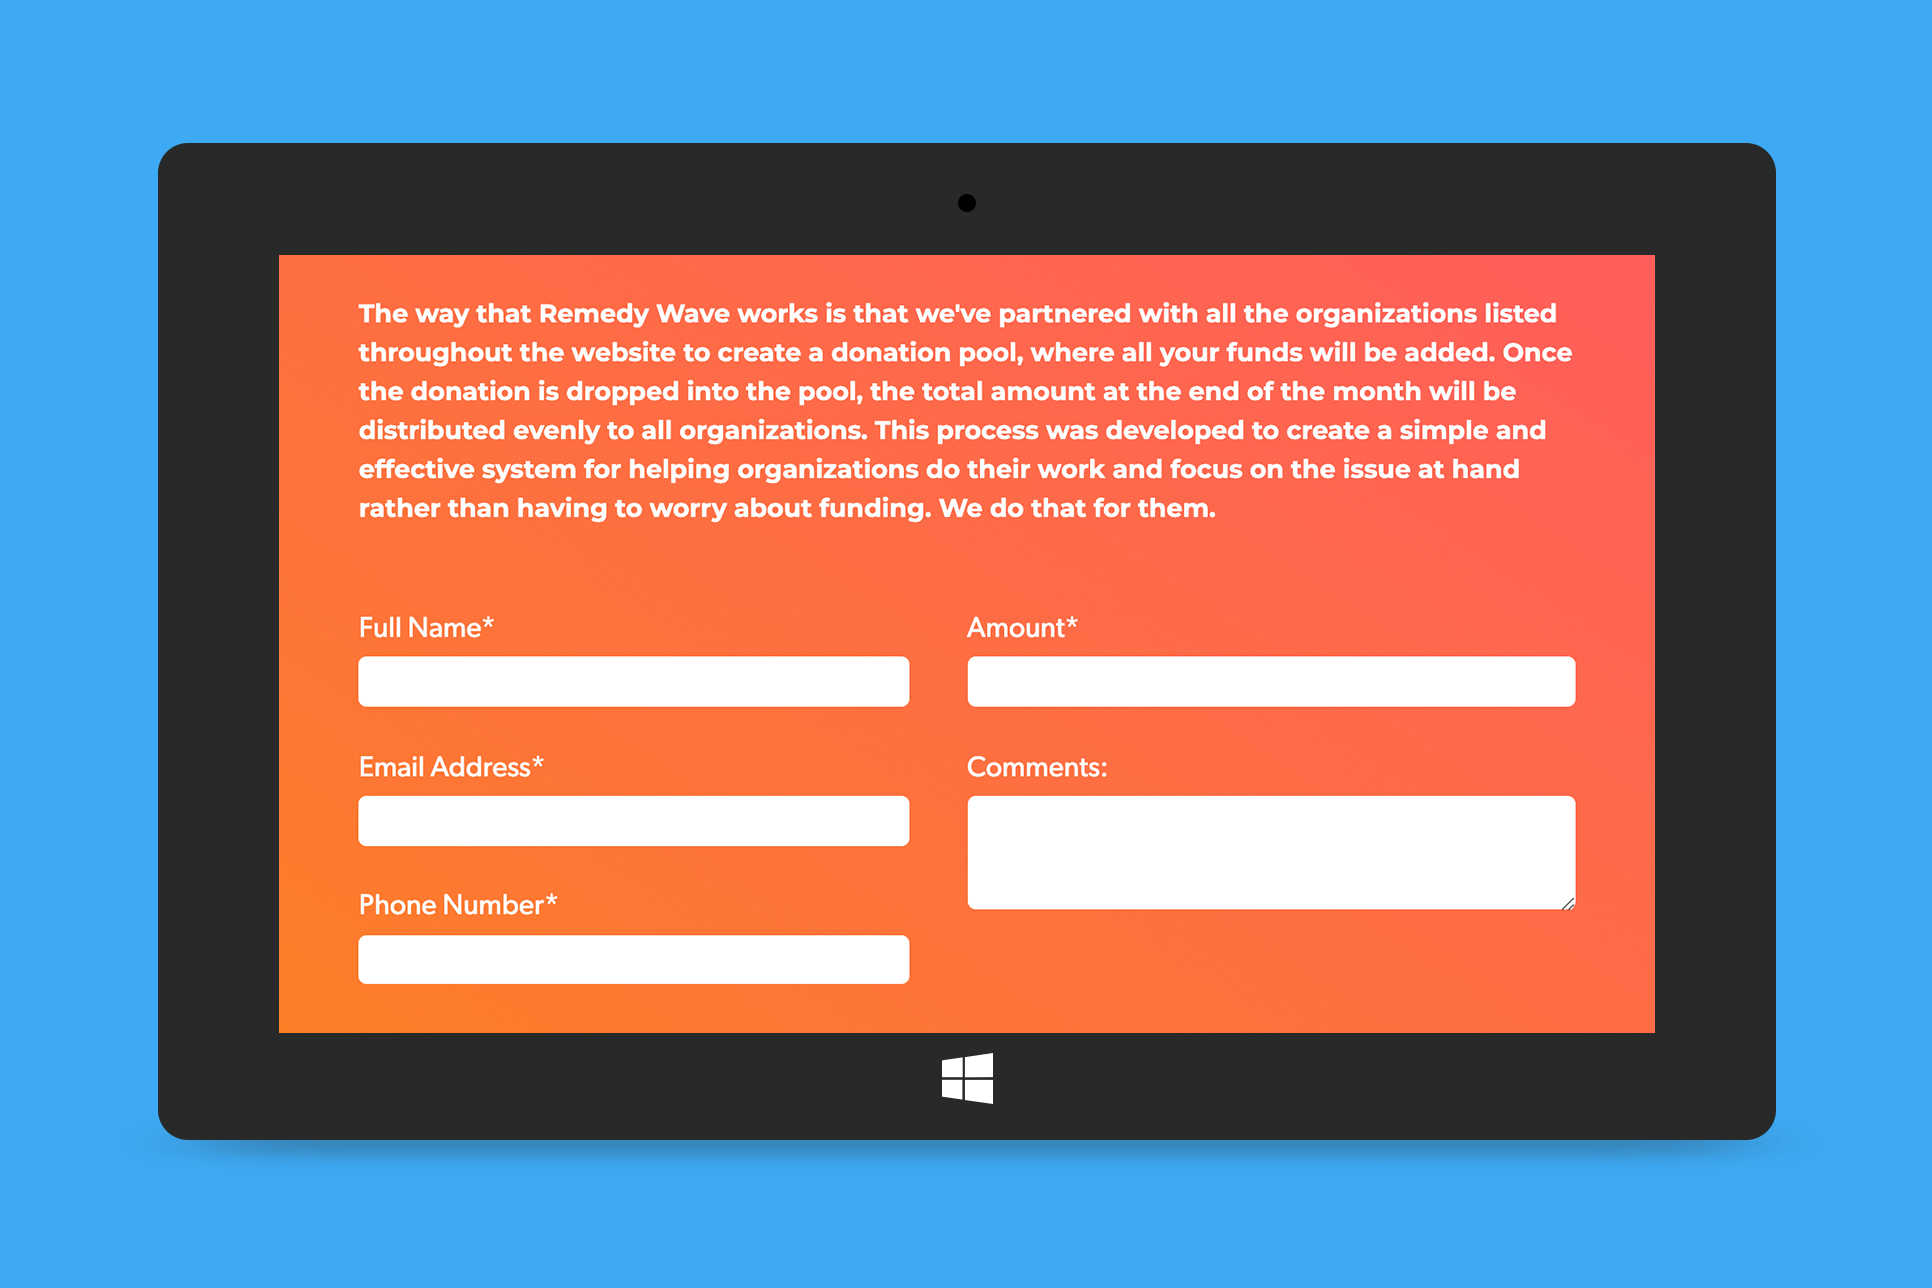 The way that Remedy Wave works is that we've partnered with all the organizations listed
throughout the website to create a donation pool, where all your funds will be added. Once
the donation is dropped into the pool, the total amount at the end of the month will be
distributed evenly to all organizations. This process was developed to create a simple and
effective system for helping organizations do their work and focus on the issue at hand
rather than having to worry about funding. We do that for them.
Full Name*
Amount*
Email Address*
Comments:
Phone Number*